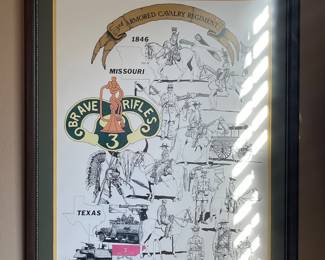 3rd ARMORED CAVALRY REGIMENT
1846
MISSOURI
BRAVE RIFLES
3
TEXAS